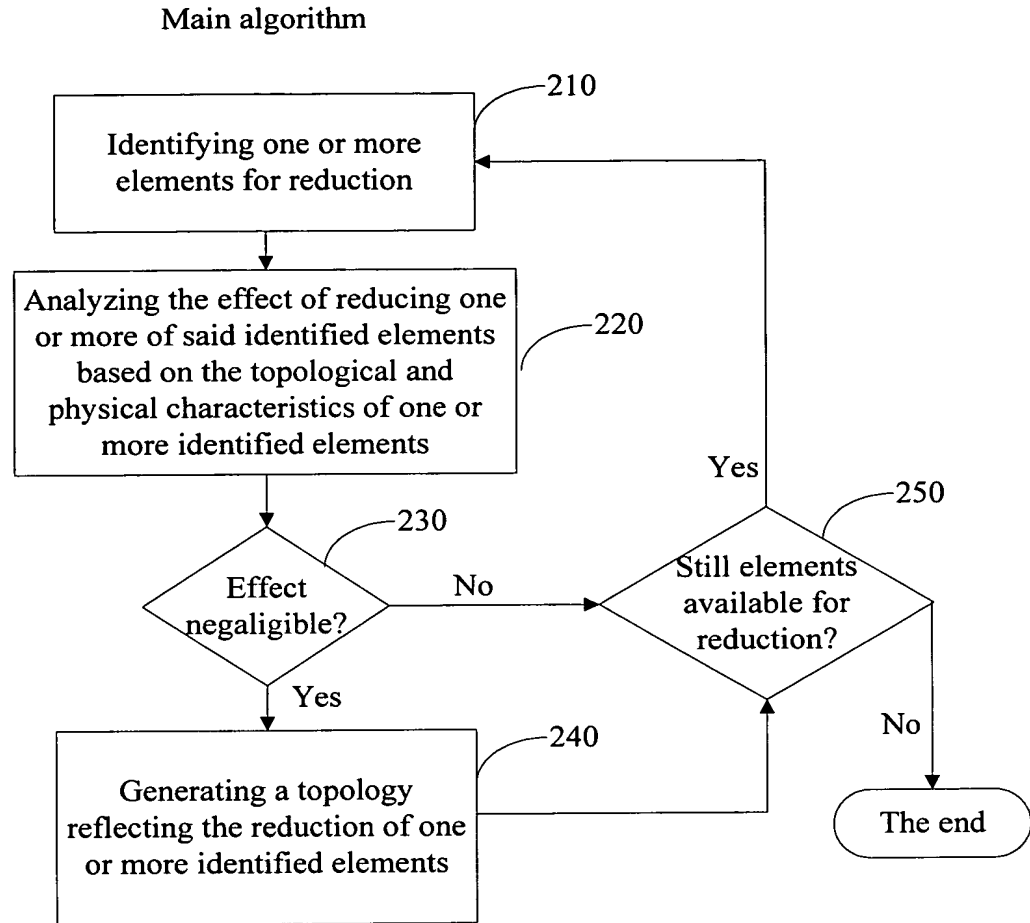 Main algorithm
210
Identifying one or more
elements for reduction
Analyzing the effect of reducing one
or more of said identified elements
based on the topological and
physical characteristics of one or
more identified elements
220
Yes
230
250
Effect
negaligible?
No
Still elements
available for
reduction?
Yes
No
240
Generating a topology
reflecting the reduction of one
or more identified elements
The end